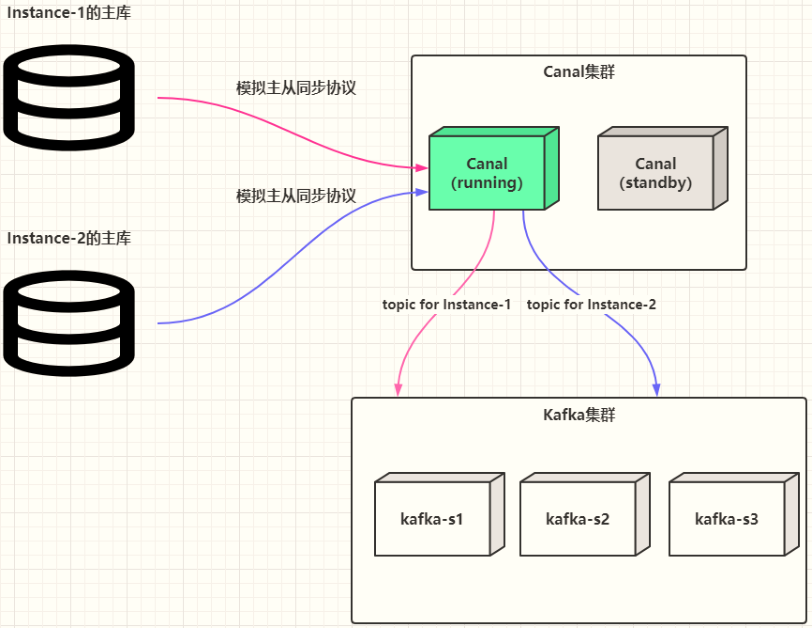 Instance-1的主库
模拟主从同步协议
Canal集群
Canal
(running)
Canal
(standby)
模拟主从同步协议
Instance-2的主库
topic for Instance-1
topic for Instance-2
Kafka集群
kafka-s1
kafka-s2
kafka-s3